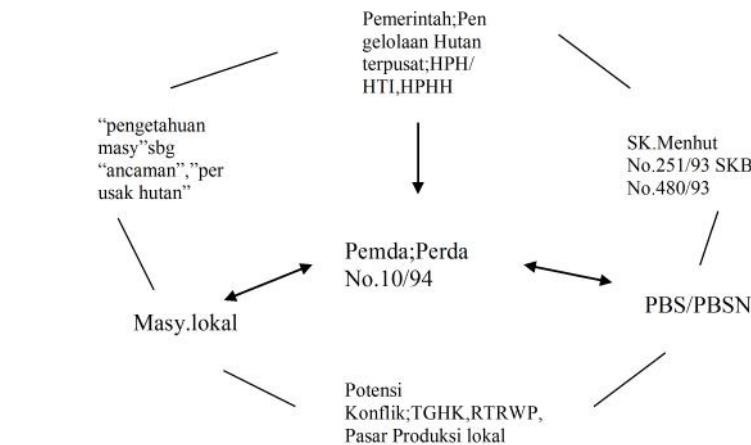 Pemerintah;Pen
gelolaan Hutan
terpusat;HPH/
HTI,HPHH
“pengetahuan
masy”sbg
“ancaman”,”per
usak hutan”
SK.Menhut
No.251/93 SKB
No.480/93
Pemda;Perda
No.10/94
Masy.lokal
PBS/PBSN
Potensi
Konflik;TGHK,RTRWP,
Pasar Produksi lokal